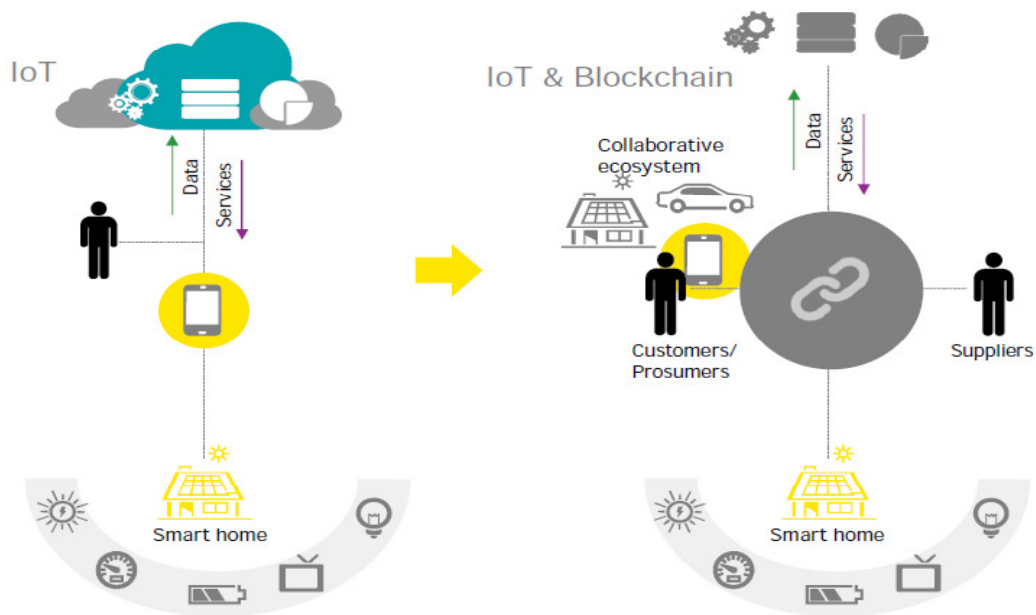 IoT
Data
Services
Smart home
IoT & Blockchain
Data
Services
Collaborative
ecosystem
Customers/
Prosumers
Suppliers
Smart home